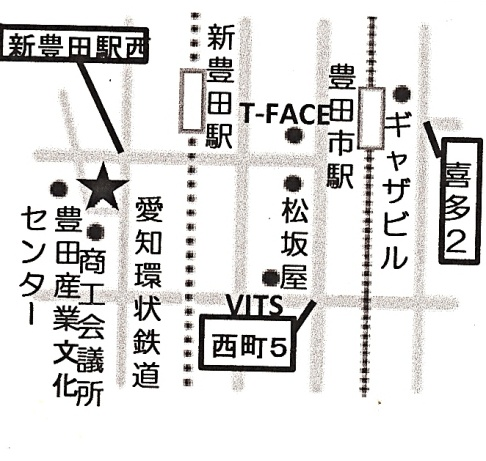 新豊田駅西
新豊田駅
T-FACE
豊田市駅
ギャザビル
喜多2
松坂屋
愛知環状鉄道
商工会議所
豊田産業文化
センター
VITS
西町5